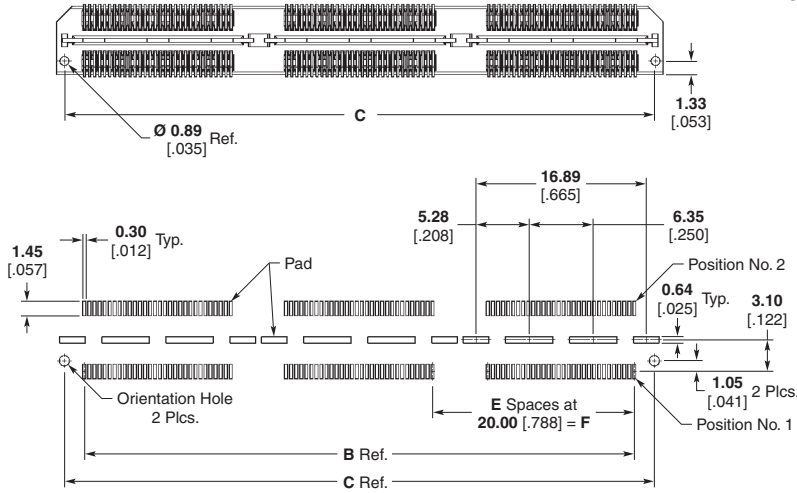 1.33
[.053]
C
Ø 0.89 Ref.
[.035]
16.89
[.665]
5.28
[.208]
6.35
[.250]
0.30 Typ.
[.012]
1.45
[.057]
Pad
Position No. 2
0.64 Typ.
[.025]
3.10
[.122]
Orientation Hole
2 Plcs.
1.05 2 Plcs.
[.041]
E Spaces at
20.00 [.788] = F
Position No. 1
B Ref.
C Ref.